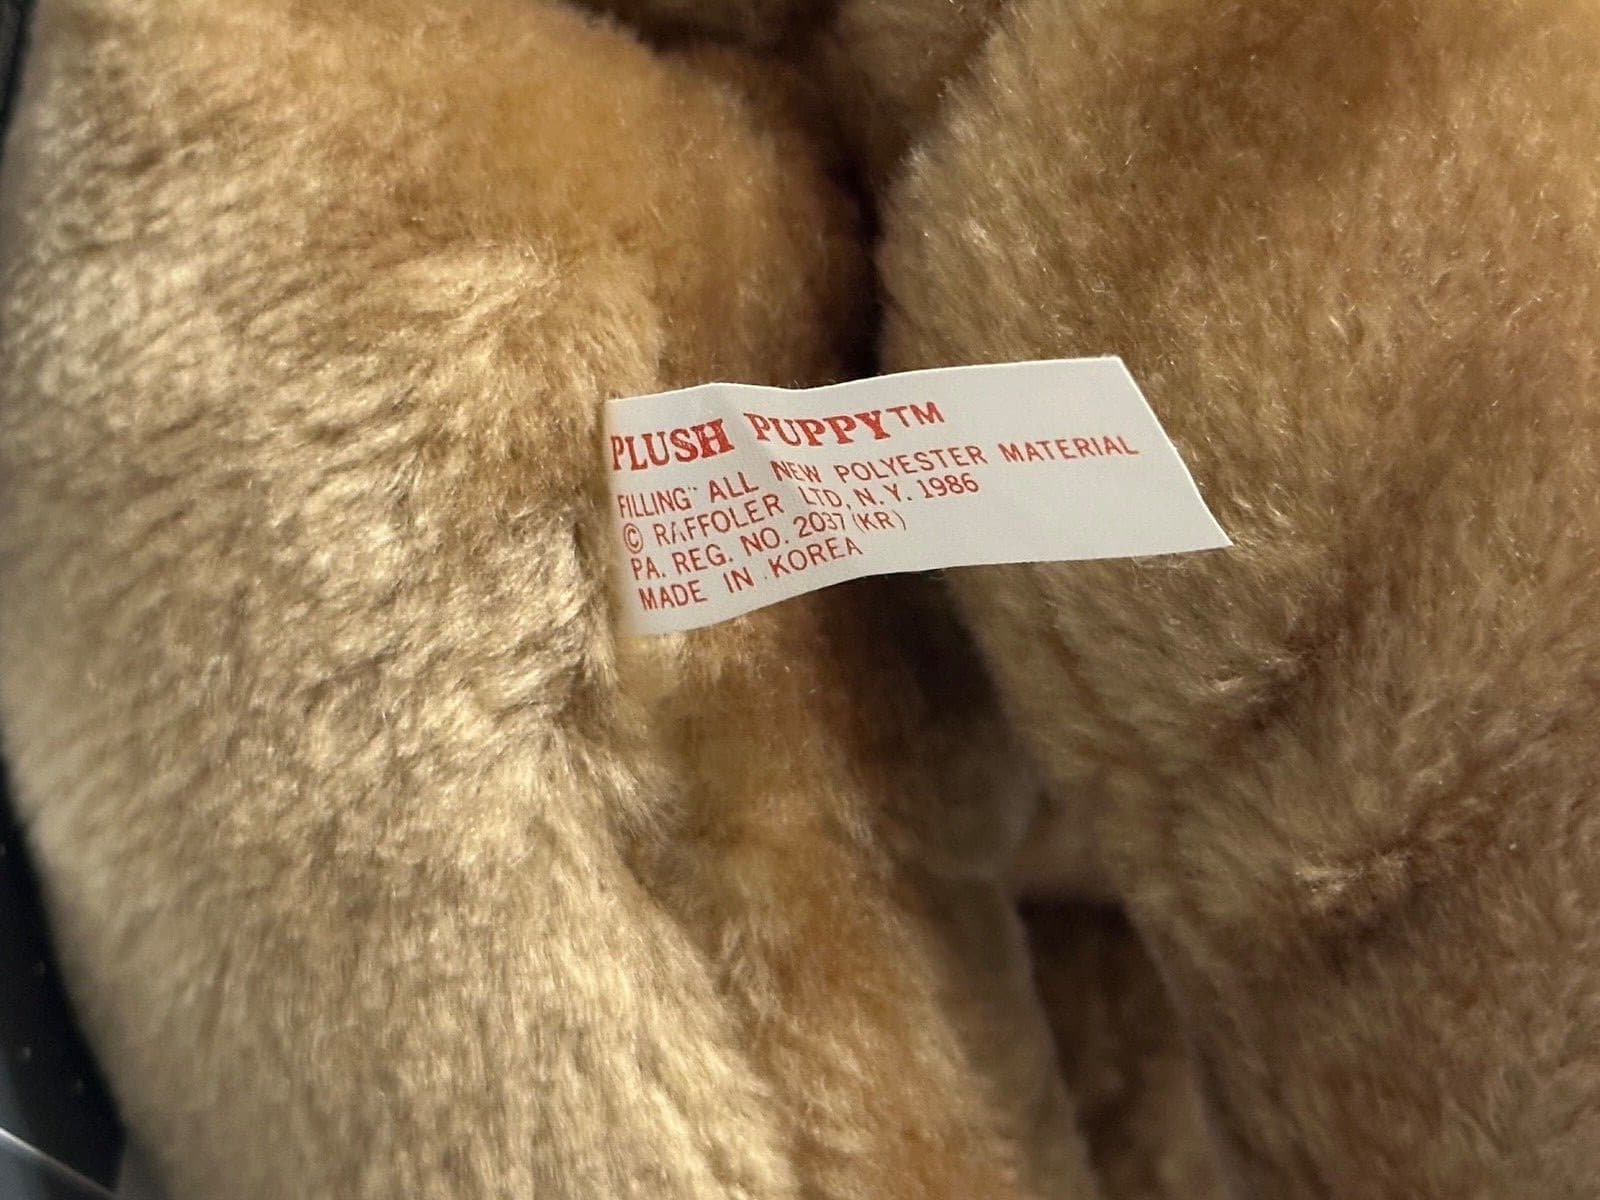 PLUSH PUPPY™
FILLING: ALL NEW POLYESTER MATERIAL
© RAFFOLER LTD, N.Y. 1986
PA. REG. NO. 2037 (KR)
MADE IN KOREA